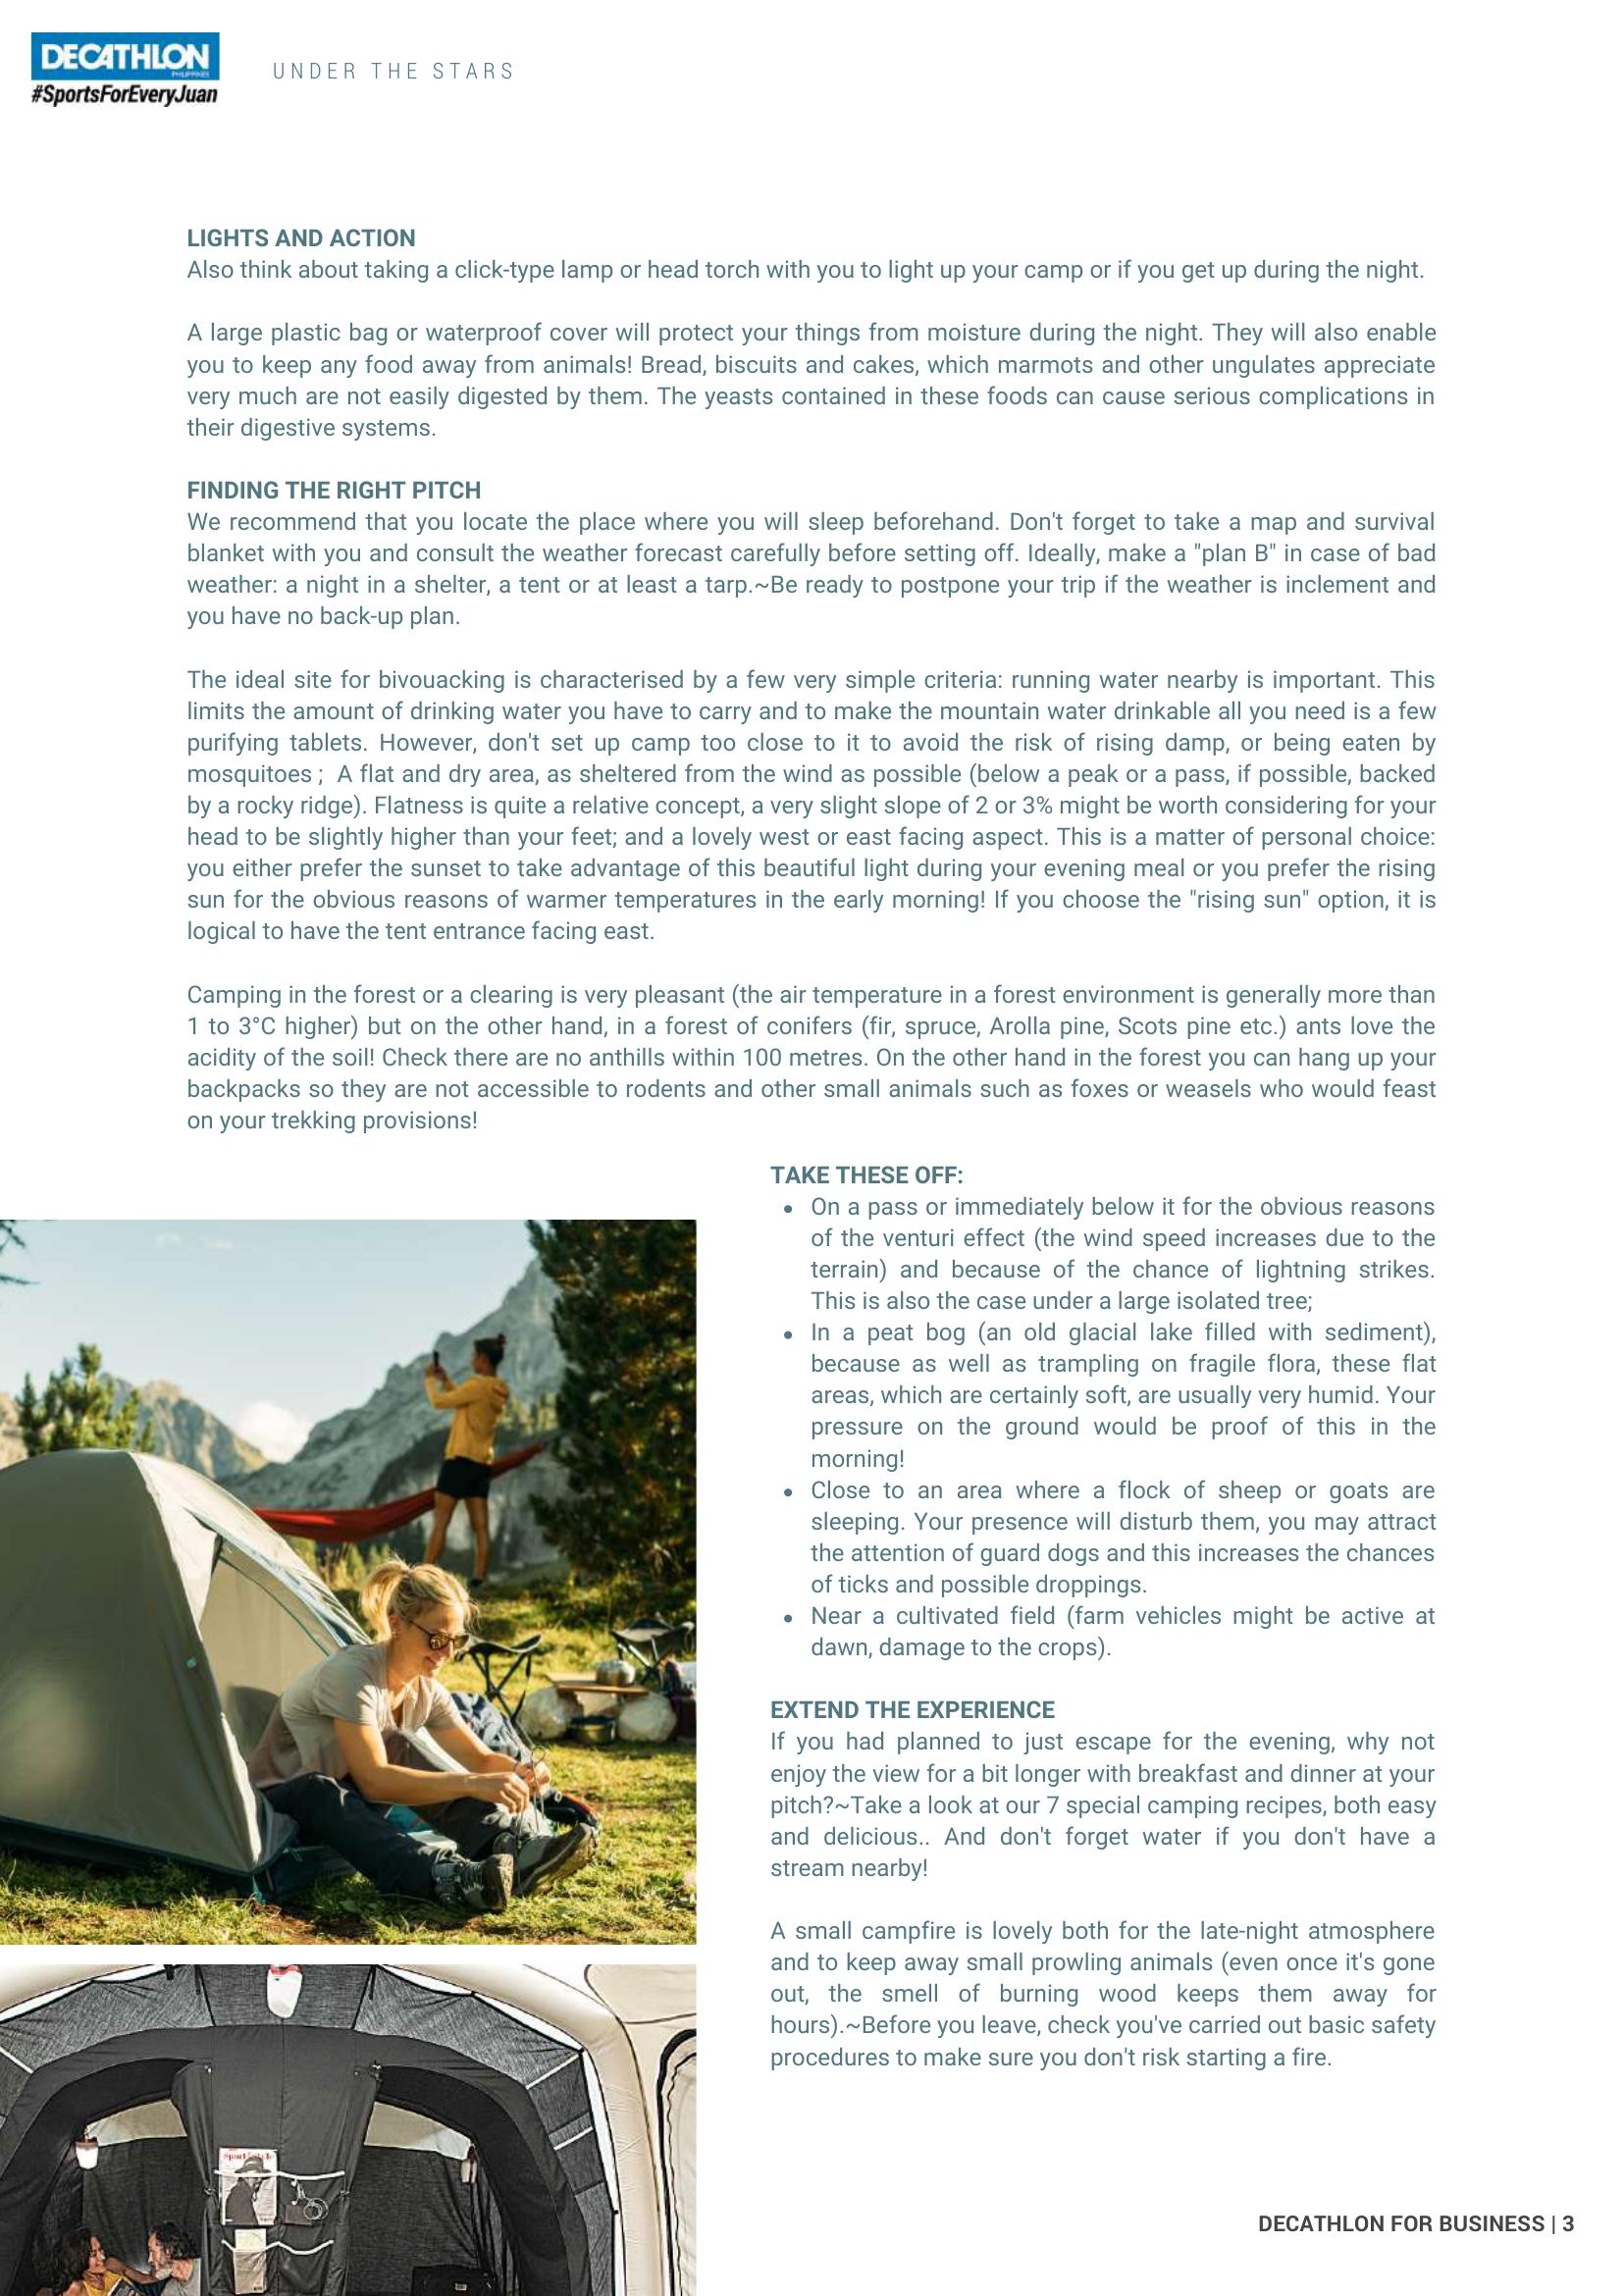 DECATHLON
PHILIPPINES
#SportsForEveryJuan
UNDER THE STARS
LIGHTS AND ACTION
Also think about taking a click-type lamp or head torch with you to light up your camp or if you get up during the night.
A large plastic bag or waterproof cover will protect your things from moisture during the night. They will also enable
you to keep any food away from animals! Bread, biscuits and cakes, which marmots and other ungulates appreciate
very much are not easily digested by them. The yeasts contained in these foods can cause serious complications in
their digestive systems.
FINDING THE RIGHT PITCH
We recommend that you locate the place where you will sleep beforehand. Don't forget to take a map and survival
blanket with you and consult the weather forecast carefully before setting off. Ideally, make a "plan B" in case of bad
weather: a night in a shelter, a tent or at least a tarp.~Be ready to postpone your trip if the weather is inclement and
you have no back-up plan.
The ideal site for bivouacking is characterised by a few very simple criteria: running water nearby is important. This
limits the amount of drinking water you have to carry and to make the mountain water drinkable all you need is a few
purifying tablets. However, don't set up camp too close to it to avoid the risk of rising damp, or being eaten by
mosquitoes ;  A flat and dry area, as sheltered from the wind as possible (below a peak or a pass, if possible, backed
by a rocky ridge). Flatness is quite a relative concept, a very slight slope of 2 or 3% might be worth considering for your
head to be slightly higher than your feet; and a lovely west or east facing aspect. This is a matter of personal choice:
you either prefer the sunset to take advantage of this beautiful light during your evening meal or you prefer the rising
sun for the obvious reasons of warmer temperatures in the early morning! If you choose the "rising sun" option, it is
logical to have the tent entrance facing east.
Camping in the forest or a clearing is very pleasant (the air temperature in a forest environment is generally more than
1 to 3°C higher) but on the other hand, in a forest of conifers (fir, spruce, Arolla pine, Scots pine etc.) ants love the
acidity of the soil! Check there are no anthills within 100 metres. On the other hand in the forest you can hang up your
backpacks so they are not accessible to rodents and other small animals such as foxes or weasels who would feast
on your trekking provisions!
TAKE THESE OFF:
• On a pass or immediately below it for the obvious reasons
of the venturi effect (the wind speed increases due to the
terrain) and because of the chance of lightning strikes.
This is also the case under a large isolated tree;
• In a peat bog (an old glacial lake filled with sediment),
because as well as trampling on fragile flora, these flat
areas, which are certainly soft, are usually very humid. Your
pressure on the ground would be proof of this in the
morning!
• Close to an area where a flock of sheep or goats are
sleeping. Your presence will disturb them, you may attract
the attention of guard dogs and this increases the chances
of ticks and possible droppings.
• Near a cultivated field (farm vehicles might be active at
dawn, damage to the crops).
EXTEND THE EXPERIENCE
If you had planned to just escape for the evening, why not
enjoy the view for a bit longer with breakfast and dinner at your
pitch?~Take a look at our 7 special camping recipes, both easy
and delicious.. And don't forget water if you don't have a
stream nearby!
A small campfire is lovely both for the late-night atmosphere
and to keep away small prowling animals (even once it's gone
out, the smell of burning wood keeps them away for
hours).~Before you leave, check you've carried out basic safety
procedures to make sure you don't risk starting a fire.
DECATHLON FOR BUSINESS | 3